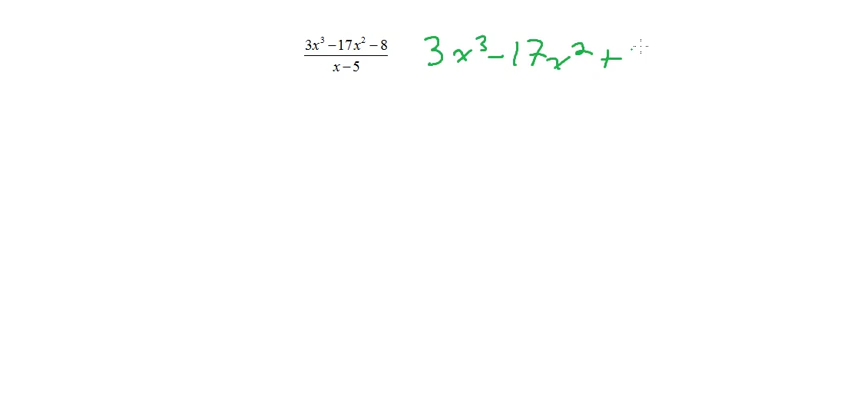 3x³ − 17x² − 8 3x³ − 17x² +
x − 5